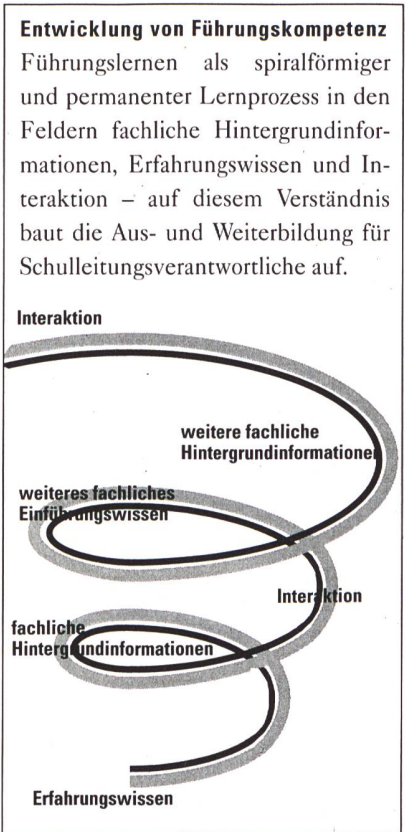 Entwicklung von Führungskompetenz
Führungslernen als spiralförmiger
und permanenter Lernprozess in den
Feldern fachliche Hintergrundinfor-
mationen, Erfahrungswissen und In-
teraktion – auf diesem Verständnis
baut die Aus- und Weiterbildung für
Schulleitungsverantwortliche auf.
Interaktion
weitere fachliche
Hintergrundinformationen
weiteres fachliches
Einführungswissen
Interaktion
fachliche
Hintergrundinformationen
Erfahrungswissen